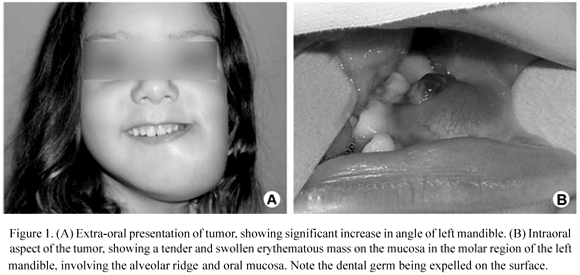 A
B
Figure 1. (A) Extra-oral presentation of tumor, showing significant increase in angle of left mandible. (B) Intraoral
aspect of the tumor, showing a tender and swollen erythematous mass on the mucosa in the molar region of the left
mandible, involving the alveolar ridge and oral mucosa. Note the dental germ being expelled on the surface.